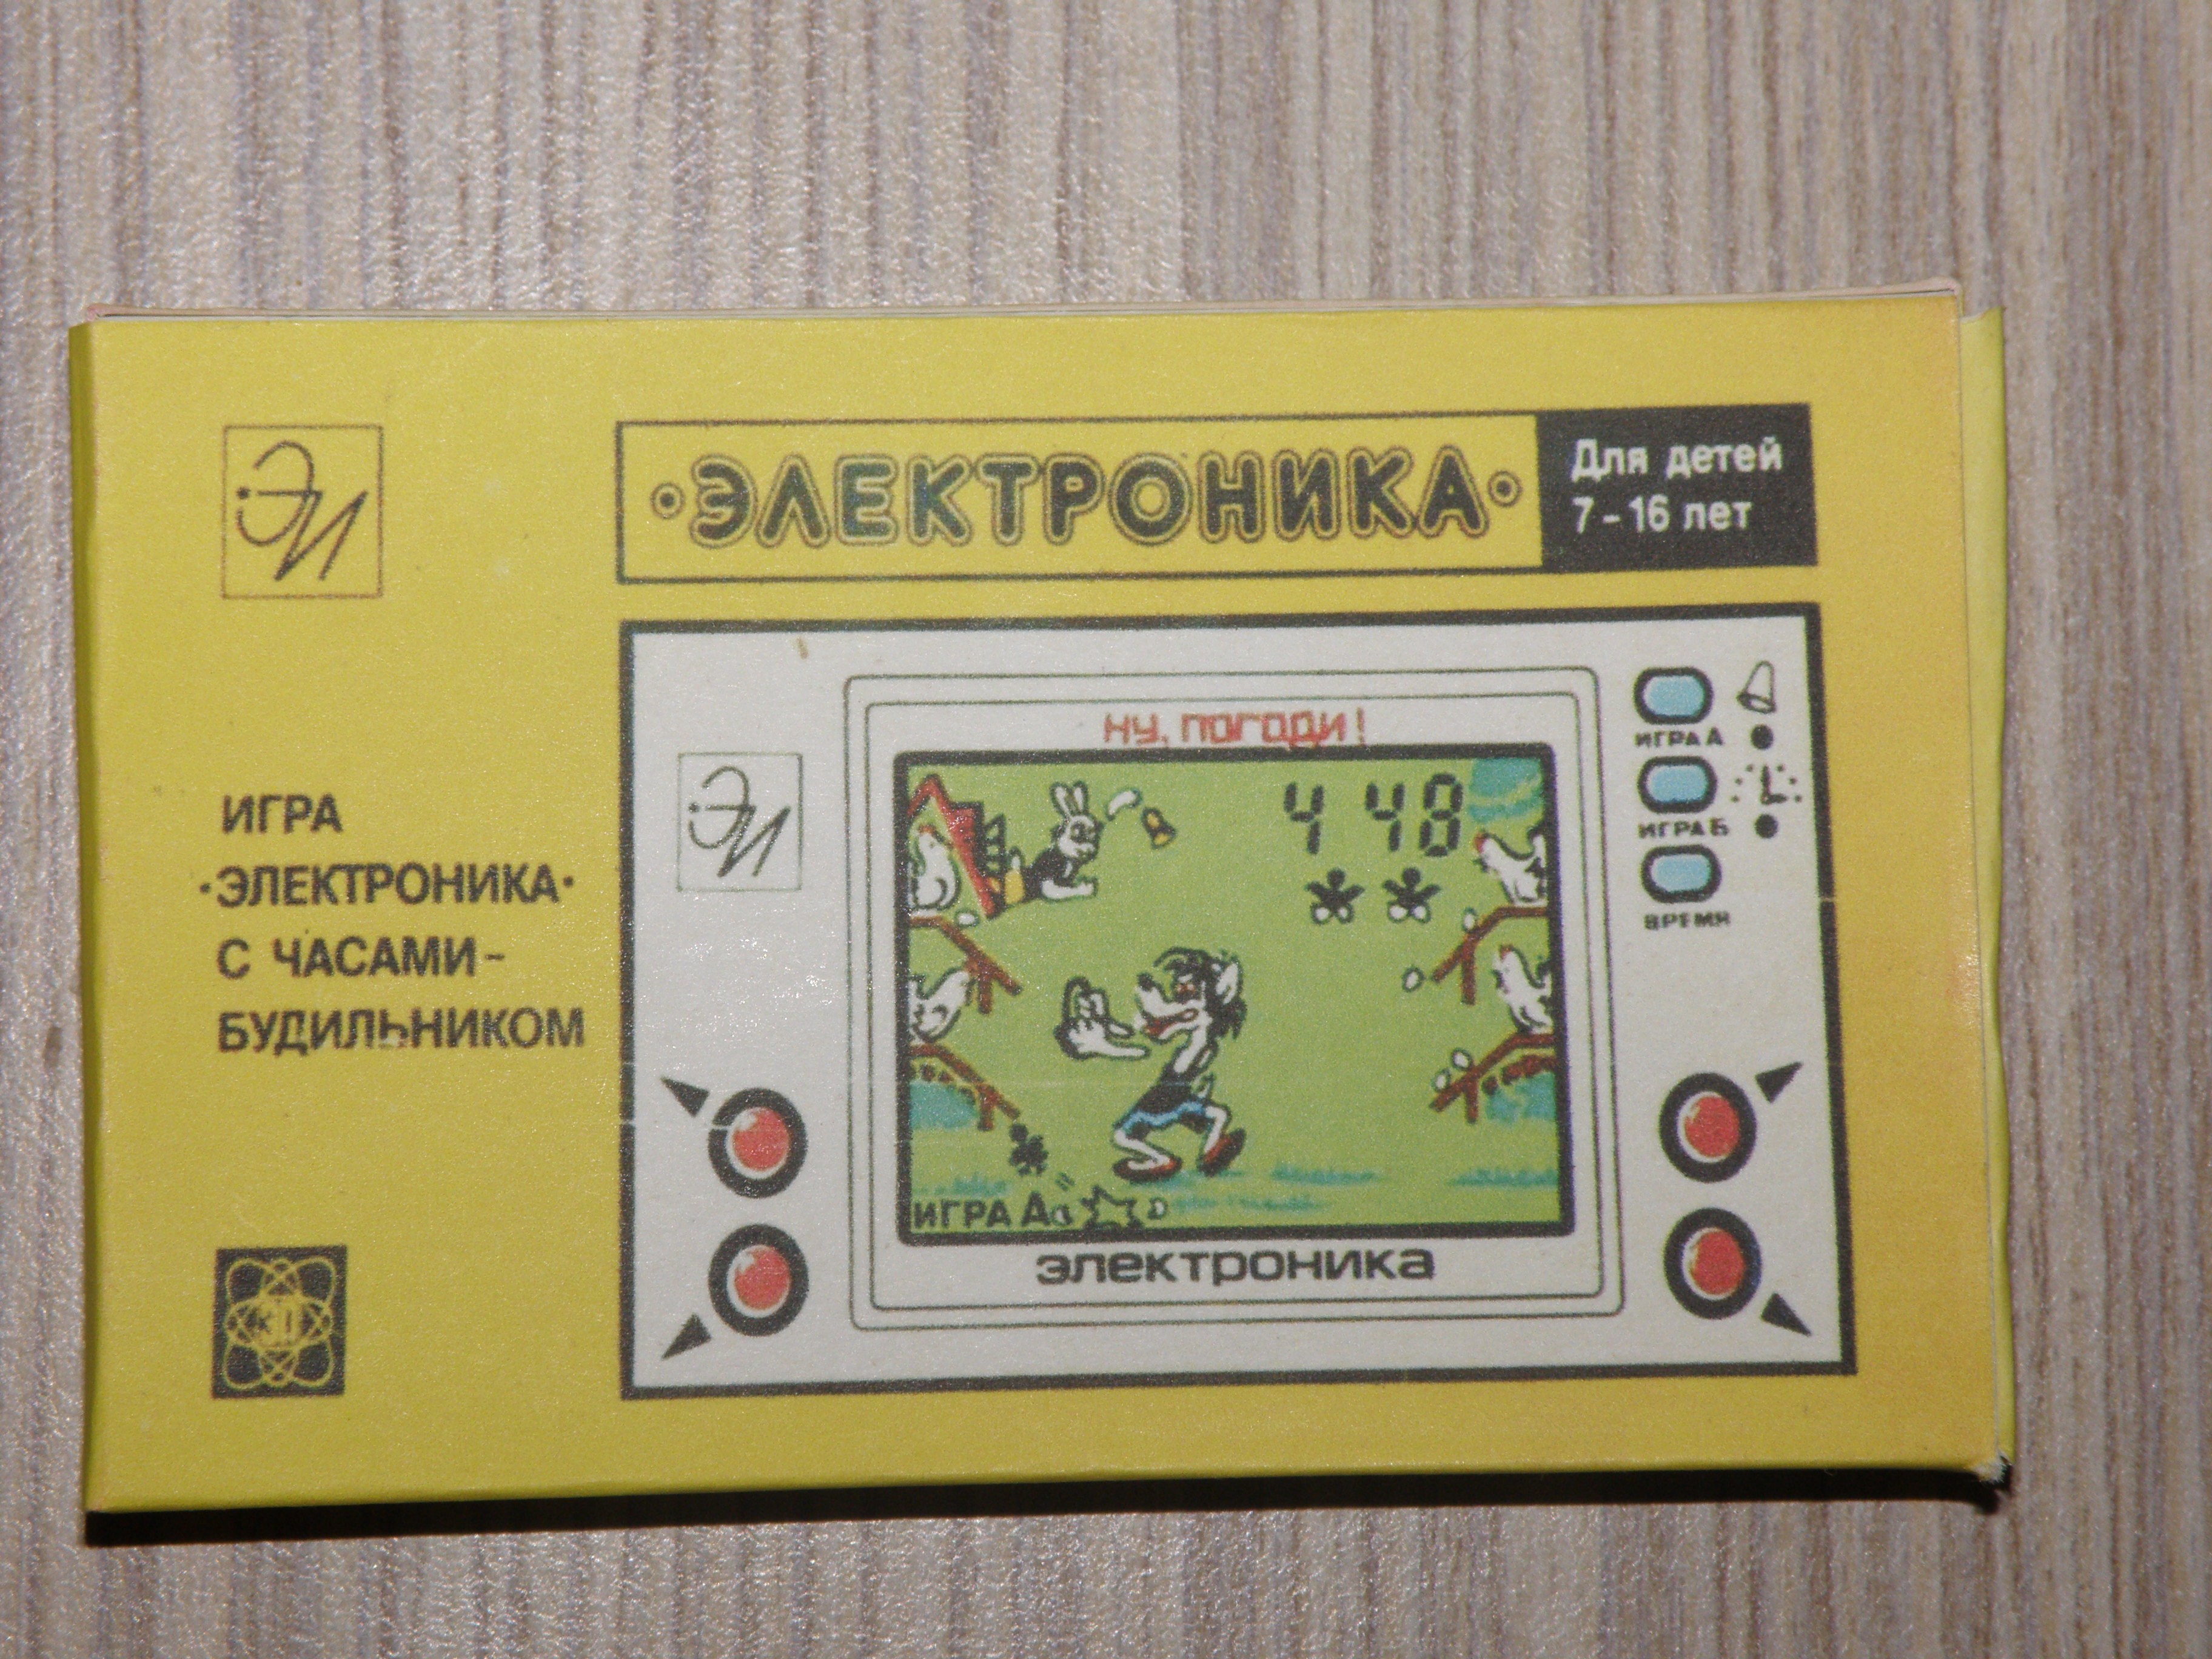 ЭИ
·ЭЛЕКТРОНИКА·
Для детей
7-16 лет
ИГРА
·ЭЛЕКТРОНИКА·
С ЧАСАМИ-
БУДИЛЬНИКОМ
ну, погоди!
ЭИ
4 48
ИГРА А
ИГРА Б
ВРЕМЯ
ИГРА А
электроника